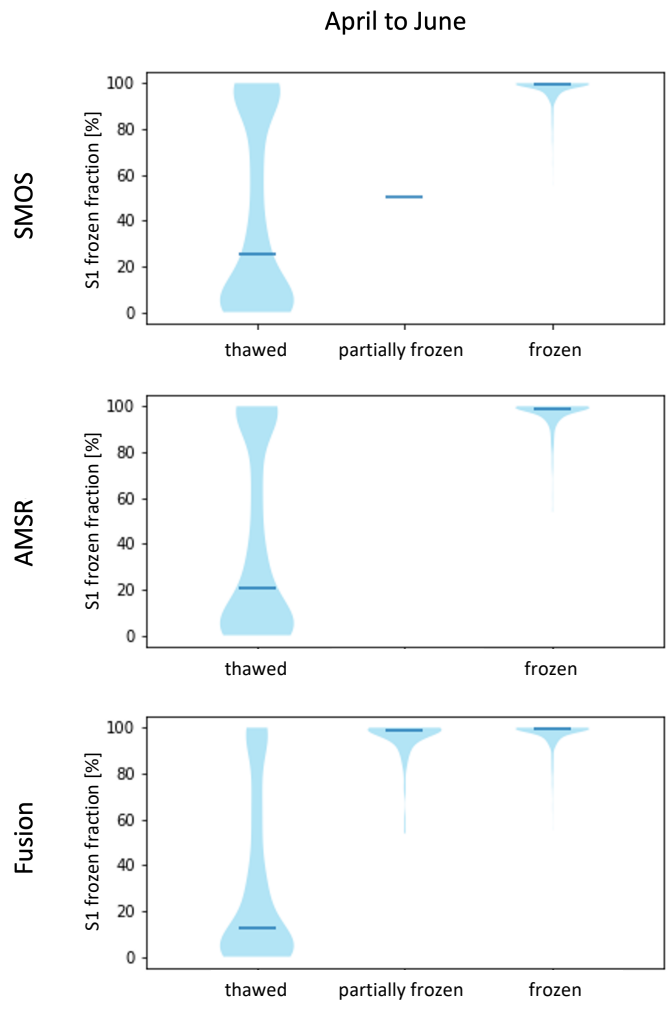 April to June
SMOS
S1 frozen fraction [%]
100
80
60
40
20
0
thawed partially frozen frozen
AMSR
S1 frozen fraction [%]
100
80
60
40
20
0
thawed frozen
Fusion
S1 frozen fraction [%]
100
80
60
40
20
0
thawed partially frozen frozen